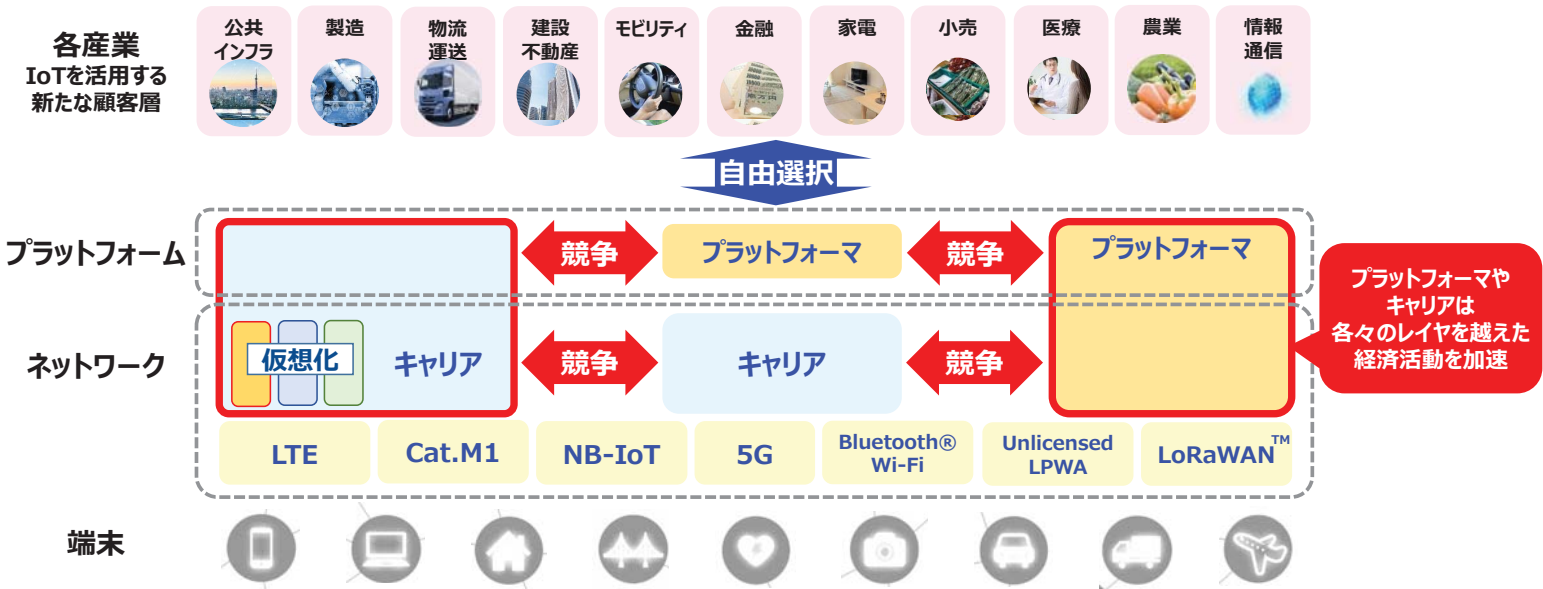 各産業
IoTを活用する
新たな顧客層
公共
インフラ
製造
物流
運送
建設
不動産
モビリティ
金融
家電
小売
医療
農業
情報
通信
自由選択
プラットフォーム
競争
プラットフォーマ
競争
プラットフォーマ
プラットフォーマや
キャリアは
各々のレイヤを越えた
経済活動を加速
ネットワーク
仮想化
キャリア
競争
キャリア
競争
LTE
Cat.M1
NB-IoT
5G
Bluetooth®
Wi-Fi
Unlicensed
LPWA
LoRaWAN™
端末